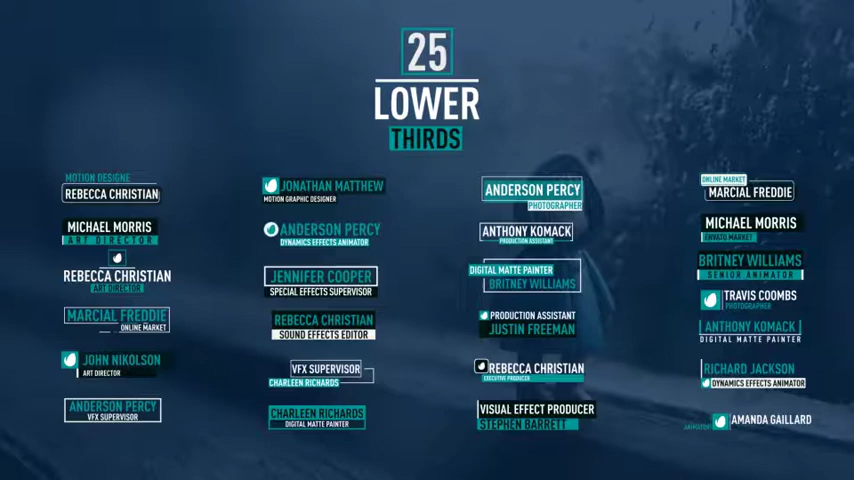 25
LOWER
THIRDS
MOTION DESIGNE
REBECCA CHRISTIAN
MICHAEL MORRIS
ART DIRECTOR
REBECCA CHRISTIAN
ART DIRECTOR
MARCIAL FREDDIE
ONLINE MARKET
JOHN NIKOLSON
ART DIRECTOR
ANDERSON PERCY
VFX SUPERVISOR
JONATHAN MATTHEW
MOTION GRAPHIC DESIGNER
ANDERSON PERCY
DYNAMICS EFFECTS ANIMATOR
JENNIFER COOPER
SPECIAL EFFECTS SUPERVISOR
REBECCA CHRISTIAN
SOUND EFFECTS EDITOR
VFX SUPERVISOR
CHARLEEN RICHARDS
CHARLEEN RICHARDS
DIGITAL MATTE PAINTER
ANDERSON PERCY
PHOTOGRAPHER
ANTHONY KOMACK
PRODUCTION ASSISTANT
DIGITAL MATTE PAINTER
BRITNEY WILLIAMS
PRODUCTION ASSISTANT
JUSTIN FREEMAN
REBECCA CHRISTIAN
EXECUTIVE PRODUCER
VISUAL EFFECT PRODUCER
STEPHEN BARRETT
ONLINE MARKET
MARCIAL FREDDIE
MICHAEL MORRIS
ENVATO MARKET
BRITNEY WILLIAMS
SENIOR ANIMATOR
TRAVIS COOMBS
PHOTOGRAPHER
ANTHONY KOMACK
DIGITAL MATTE PAINTER
RICHARD JACKSON
DYNAMICS EFFECTS ANIMATOR
AMANDA GAILLARD